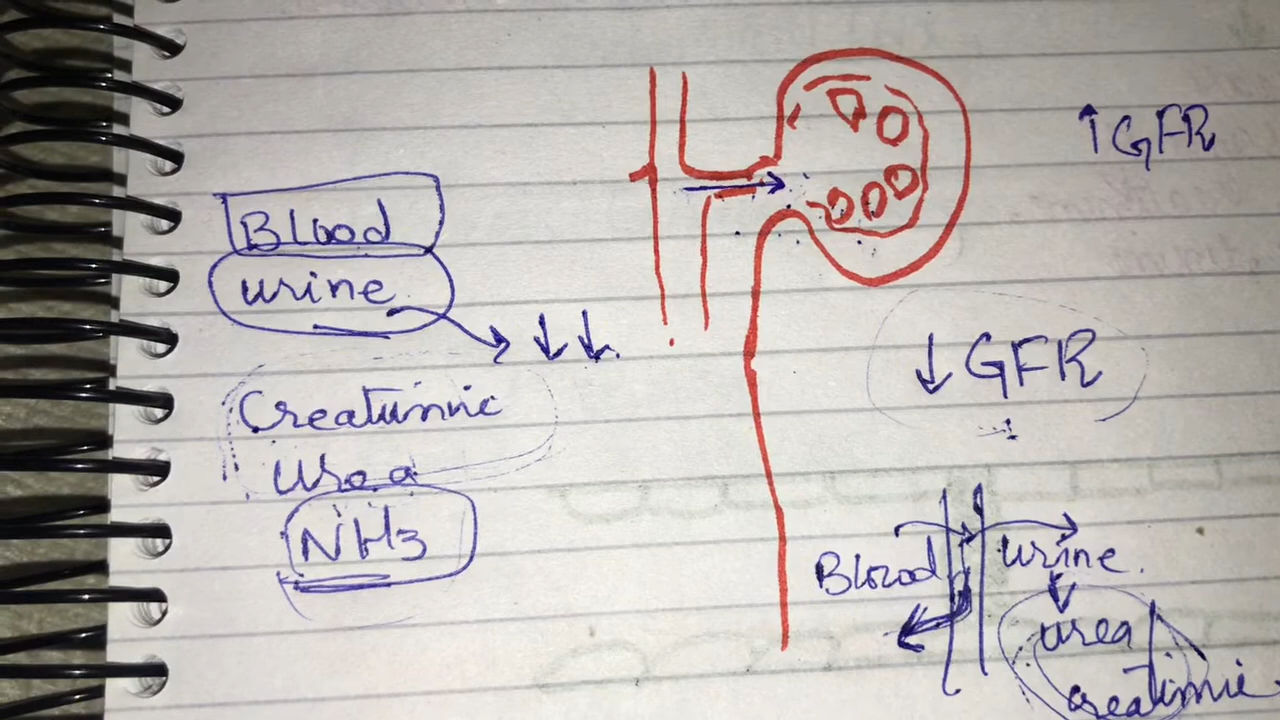 Blood
urine
↓↓
Creatinine
Urea
NH3
↑GFR
↓GFR
Blood
urine
urea
creatinine